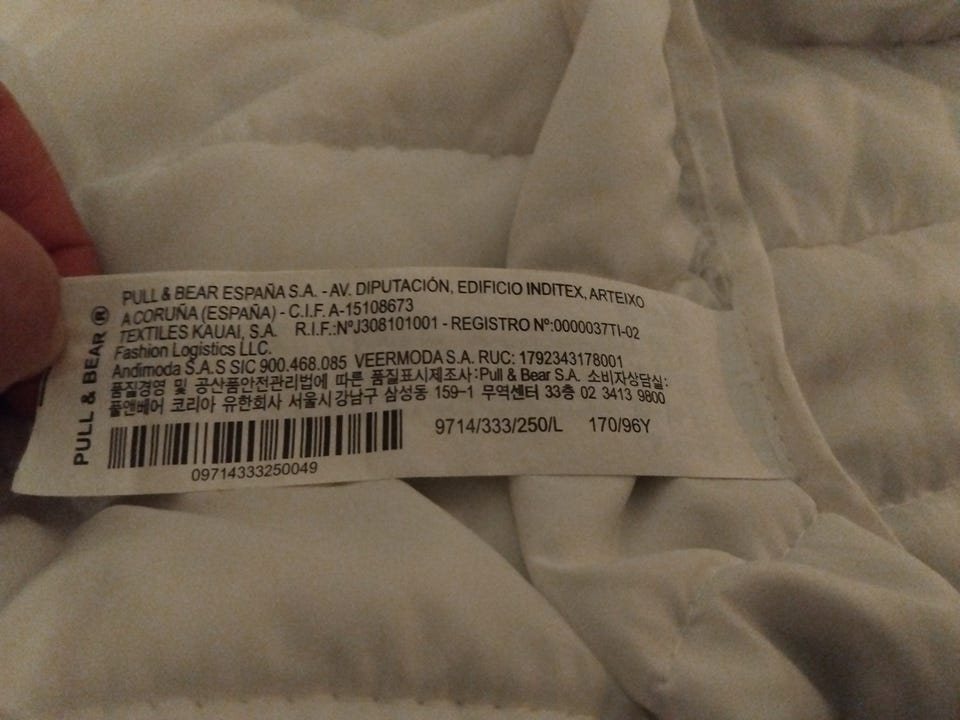 PULL & BEAR ®
PULL & BEAR ESPAÑA S.A. - AV. DIPUTACIÓN, EDIFICIO INDITEX, ARTEIXO
A CORUÑA (ESPAÑA) - C.I.F. A-15108673
TEXTILES KAUAI, S.A. R.I.F.:NºJ308101001 - REGISTRO Nº:0000037TI-02
Fashion Logistics LLC.
Andimoda S.A.S SIC 900.468.085 VEERMODA S.A. RUC: 1792343178001
품질경영 및 공산품안전관리법에 따른 품질표시제조사:Pull & Bear S.A. 소비자상담실:
풀앤베어 코리아 유한회사 서울시강남구 삼성동 159-1 무역센터 33층 02 3413 9800
9714/333/250/L 170/96Y
09714333250049